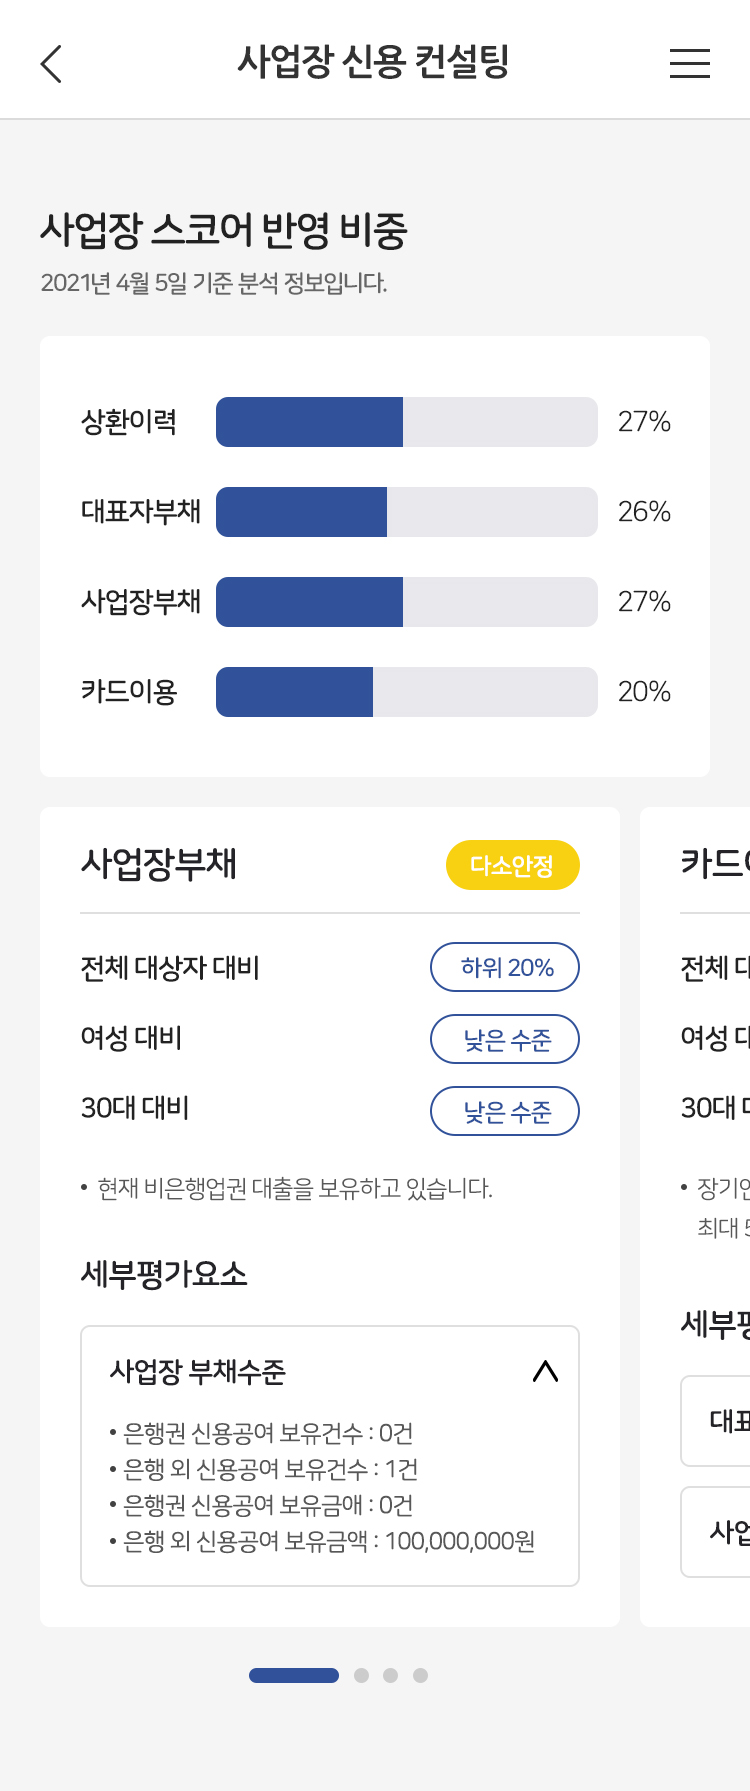 사업장 신용 컨설팅
사업장 스코어 반영 비중
2021년 4월 5일 기준 분석 정보입니다.
상환이력 27%
대표자부채 26%
사업장부채 27%
카드이용 20%
사업장부채 다소안정
전체 대상자 대비 하위 20%
여성 대비 낮은 수준
30대 대비 낮은 수준
• 현재 비은행업권 대출을 보유하고 있습니다.
세부평가요소
사업장 부채수준
• 은행권 신용공여 보유건수 : 0건
• 은행 외 신용공여 보유건수 : 1건
• 은행권 신용공여 보유금애 : 0건
• 은행 외 신용공여 보유금액 : 100,000,000원
카드
전체
여성
30대
• 장기
최대
세부
대표
사업